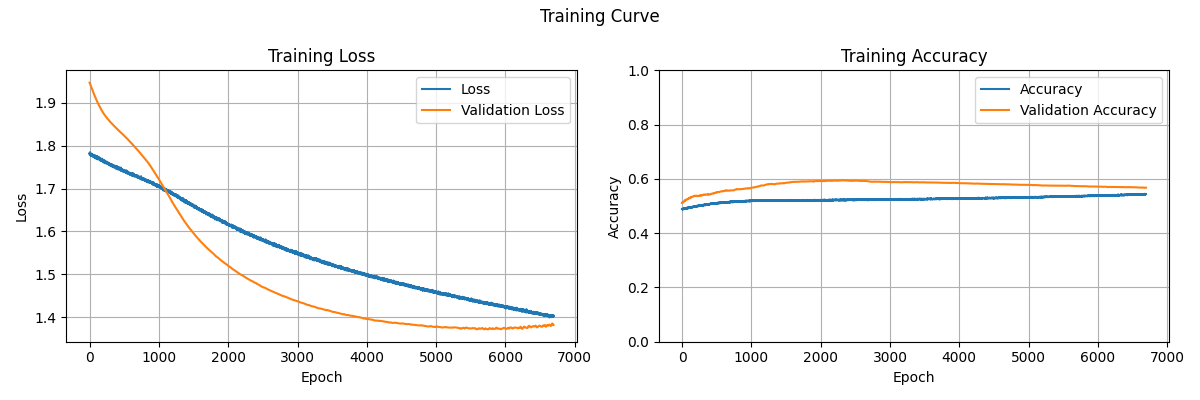 Training Curve
Training Loss
Loss
Validation Loss
1.9
1.8
1.7
1.6
1.5
1.4
Loss
0 1000 2000 3000 4000 5000 6000 7000
Epoch
Training Accuracy
Accuracy
Validation Accuracy
1.0
0.8
0.6
0.4
0.2
0.0
Accuracy
0 1000 2000 3000 4000 5000 6000 7000
Epoch